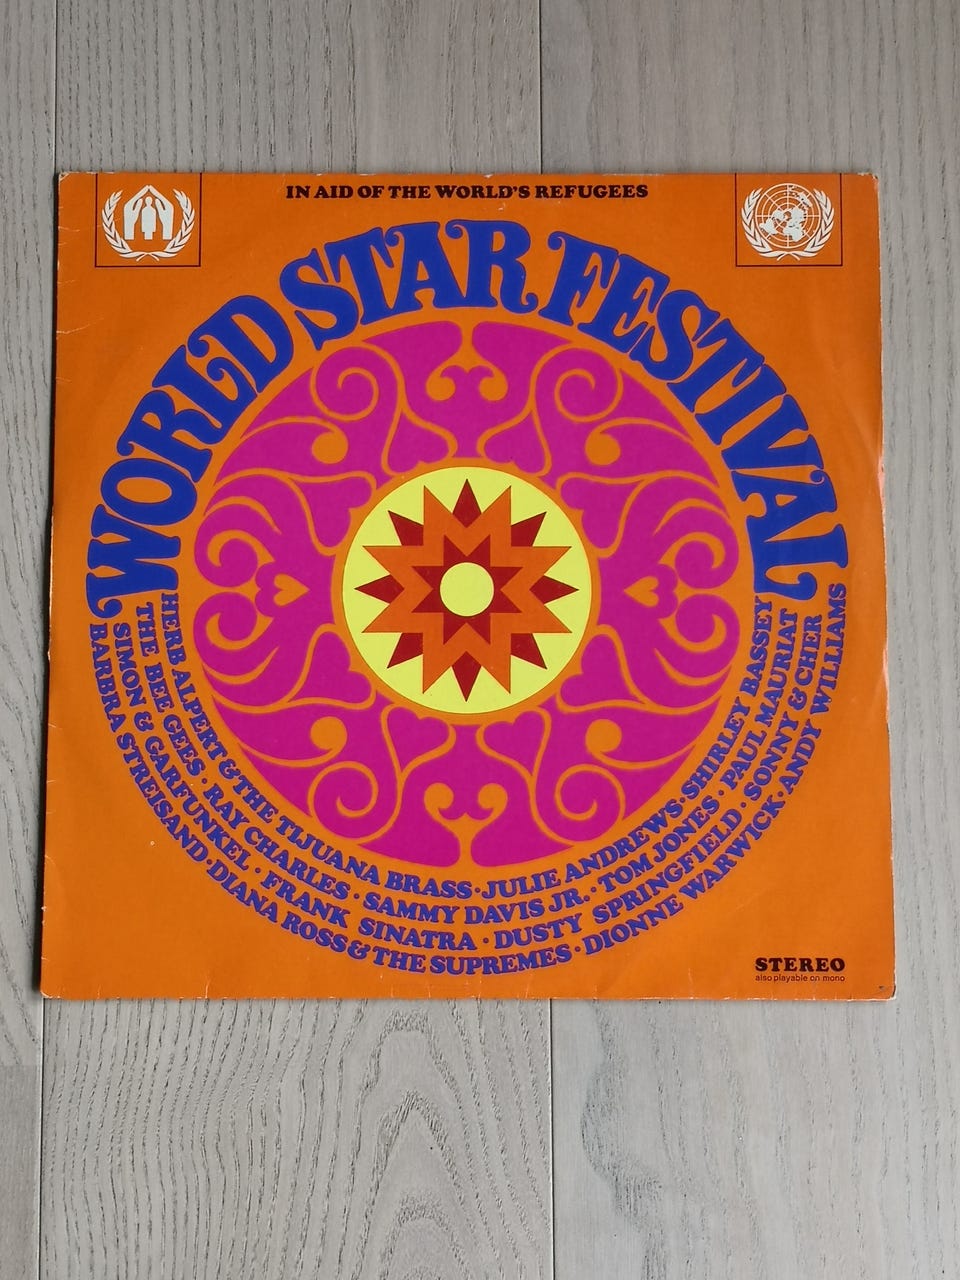 IN AID OF THE WORLD'S REFUGEES
WORLD STAR FESTIVAL
HERB ALPERT & THE TIJUANA BRASS · JULIE ANDREWS · SHIRLEY BASSEY
THE BEE GEES · RAY CHARLES · SAMMY DAVIS JR. · TOM JONES · PAUL MAURIAT
SIMON & GARFUNKEL · FRANK SINATRA · DUSTY SPRINGFIELD · SONNY & CHER
BARBRA STREISAND · DIANA ROSS & THE SUPREMES · DIONNE WARWICK · ANDY WILLIAMS
STEREO
also playable on mono